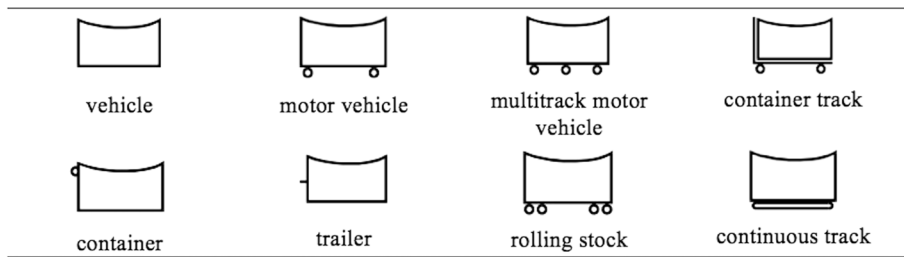 vehicle
motor vehicle
multitrack motor
vehicle
container track
container
trailer
rolling stock
continuous track